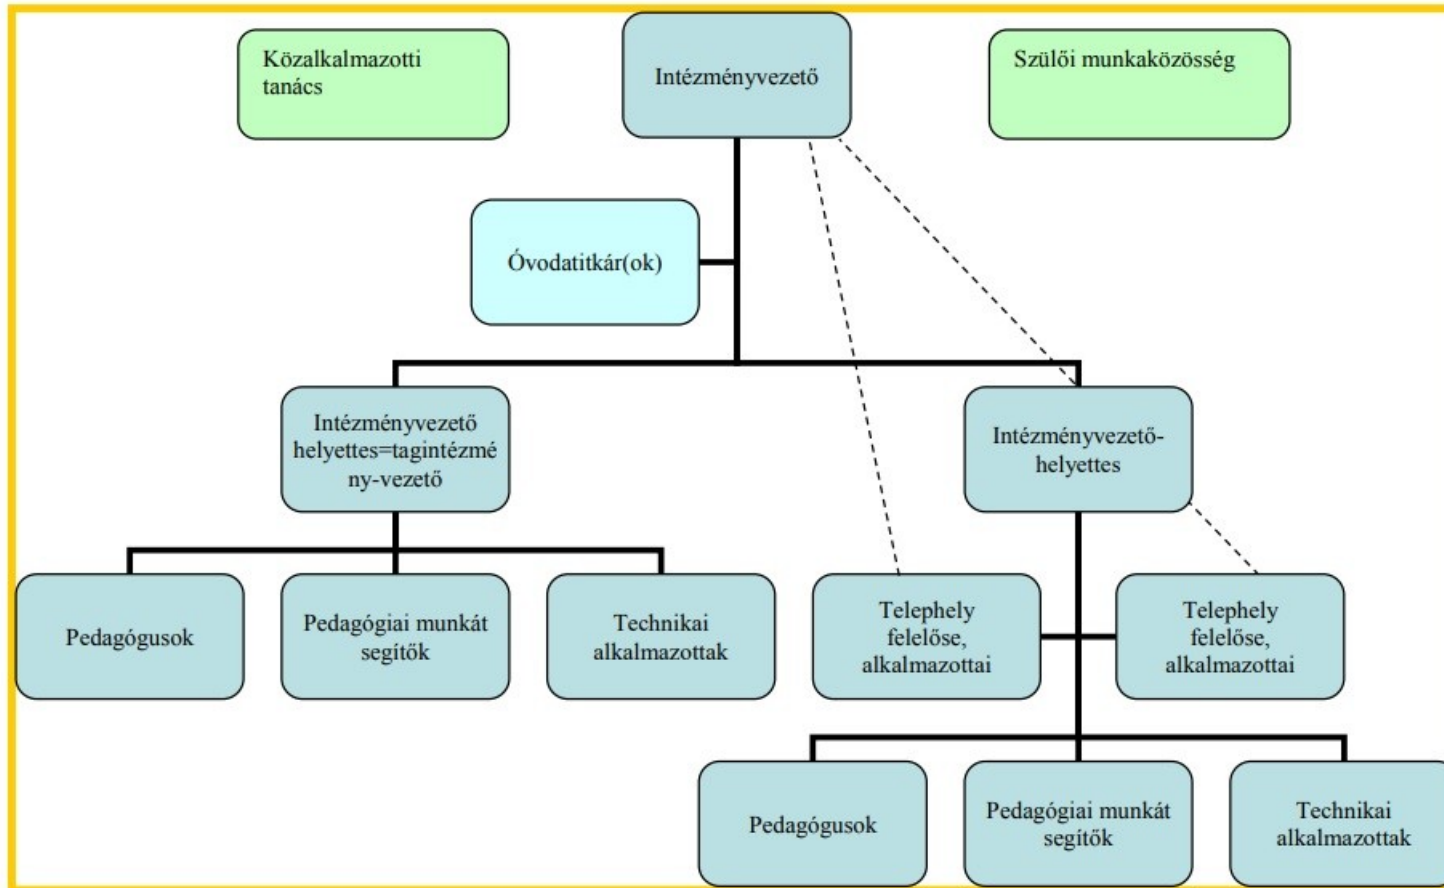 Közalkalmazotti
tanács
Intézményvezető
Szülői munkaközösség
Óvodatitkár(ok)
Intézményvezető
helyettes=tagintézmé
ny-vezető
Intézményvezető-
helyettes
Pedagógusok
Pedagógiai munkát
segítők
Technikai
alkalmazottak
Telephely
felelőse,
alkalmazottai
Telephely
felelőse,
alkalmazottai
Pedagógusok
Pedagógiai munkát
segítők
Technikai
alkalmazottak